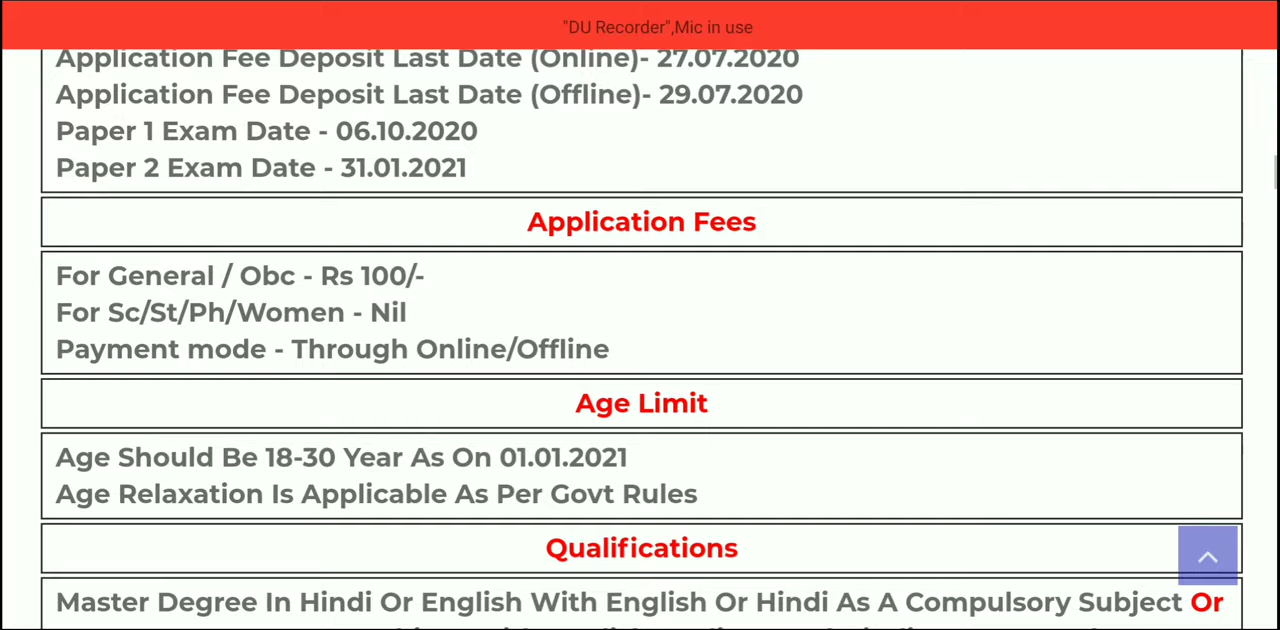 "DU Recorder",Mic in use
Application Fee Deposit Last Date (Online)- 27.07.2020
Application Fee Deposit Last Date (Offline)- 29.07.2020
Paper 1 Exam Date - 06.10.2020
Paper 2 Exam Date - 31.01.2021
Application Fees
For General / Obc - Rs 100/-
For Sc/St/Ph/Women - Nil
Payment mode - Through Online/Offline
Age Limit
Age Should Be 18-30 Year As On 01.01.2021
Age Relaxation Is Applicable As Per Govt Rules
Qualifications
Master Degree In Hindi Or English With English Or Hindi As A Compulsory Subject Or